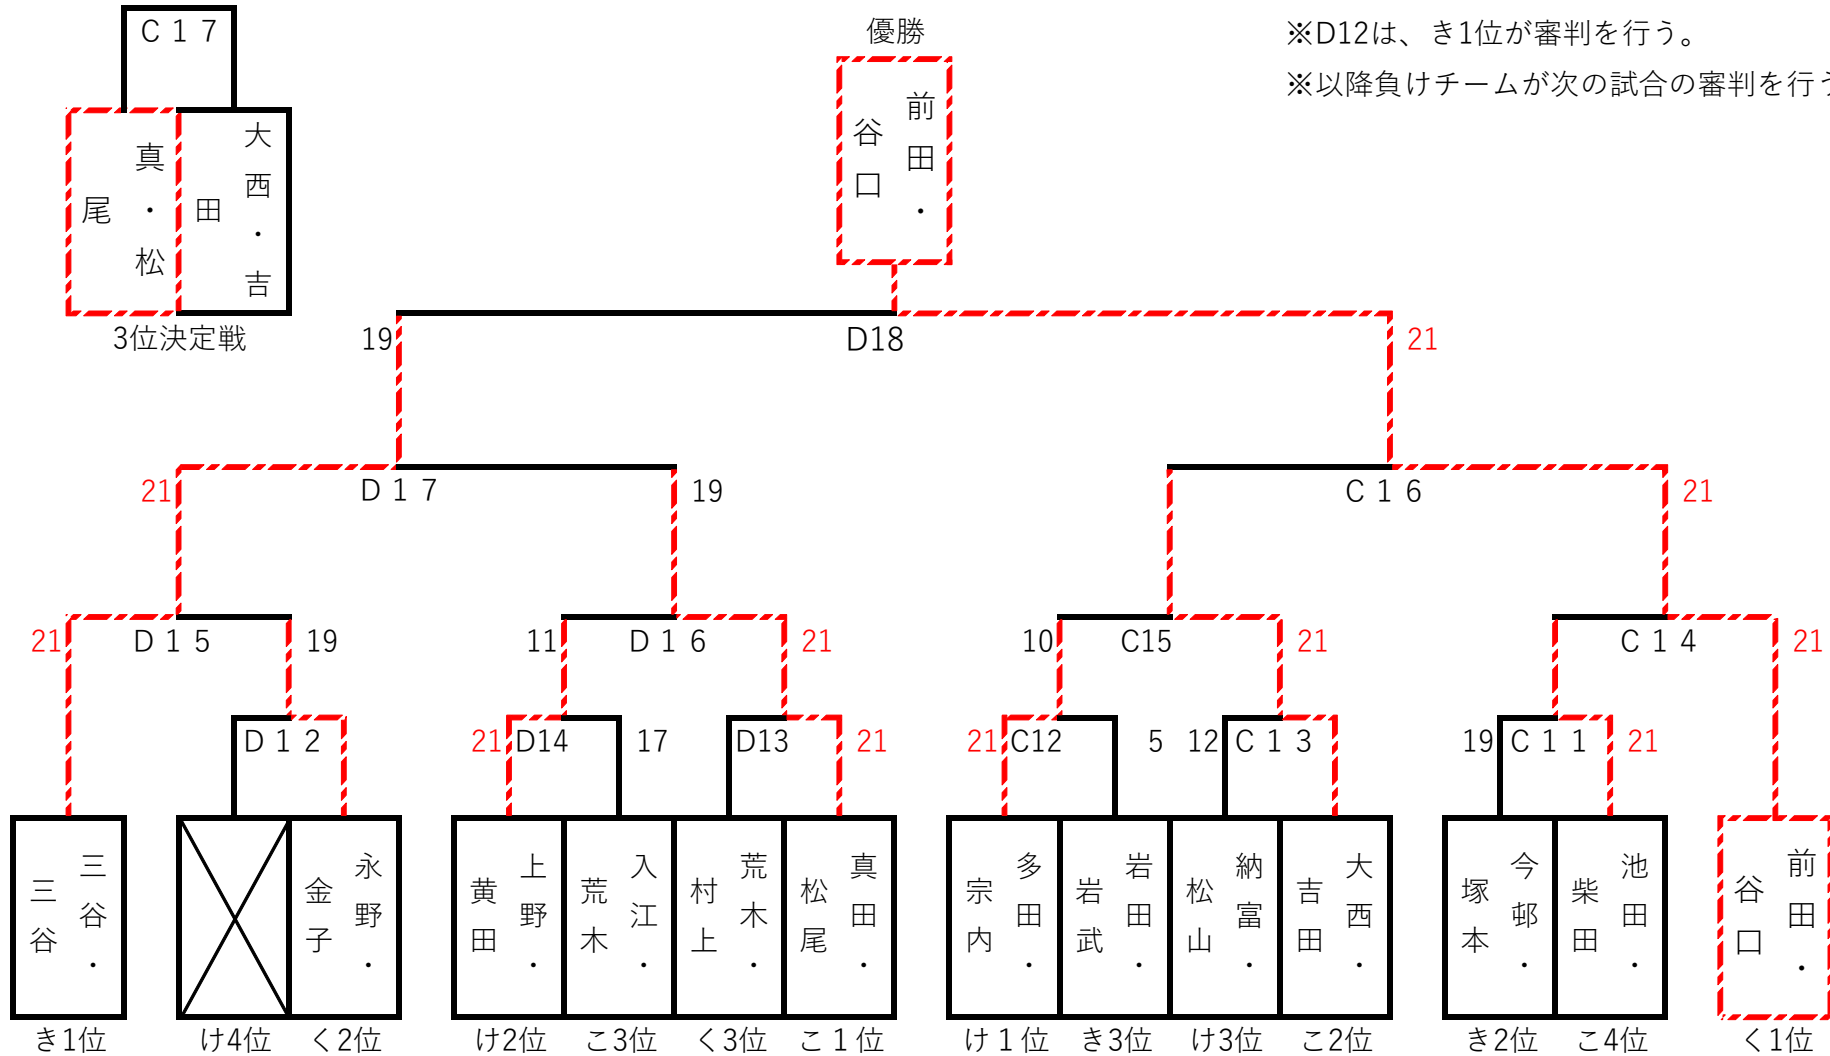 C１７
優勝
※D12は、き1位が審判を行う。
※以降負けチームが次の試合の審判を行う
真・松尾
大西・吉田
前田・谷口
3位決定戦
19
D18
21
21
D１７
19
C１６
21
21
D１５
19
11
D１６
21
10
C15
21
C１４
21
D１２
21
D14
17
D13
21
21
C12
5
12
C１３
19
C１１
21
三谷・三谷
永野・金子
上野・黄田
入江・荒木
荒木・村上
真田・松尾
多田・宗内
岩田・岩武
納富・松山
大西・吉田
今邨・塚本
池田・柴田
前田・谷口
き1位
け4位
く2位
け2位
こ3位
く3位
こ１位
け１位
き3位
け3位
こ2位
き2位
こ4位
く1位